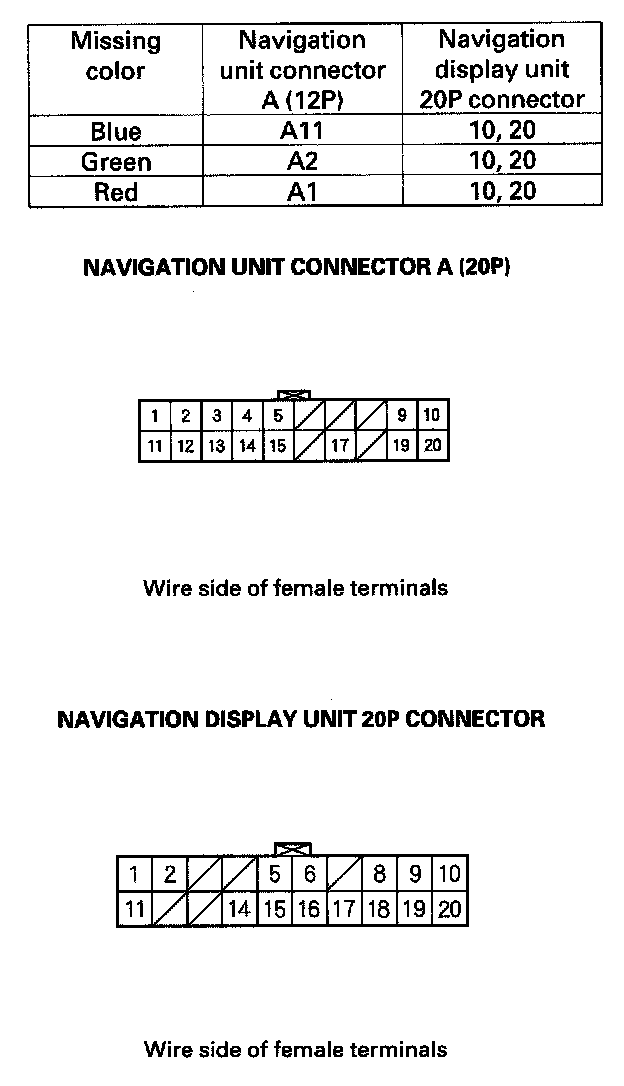 Missing color | Navigation unit connector A (12P) | Navigation display unit 20P connector
Blue | A11 | 10, 20
Green | A2 | 10, 20
Red | A1 | 10, 20
NAVIGATION UNIT CONNECTOR A (20P)
1 2 3 4 5 9 10
11 12 13 14 15 17 19 20
Wire side of female terminals
NAVIGATION DISPLAY UNIT 20P CONNECTOR
1 2 5 6 8 9 10
11 14 15 16 17 18 19 20
Wire side of female terminals